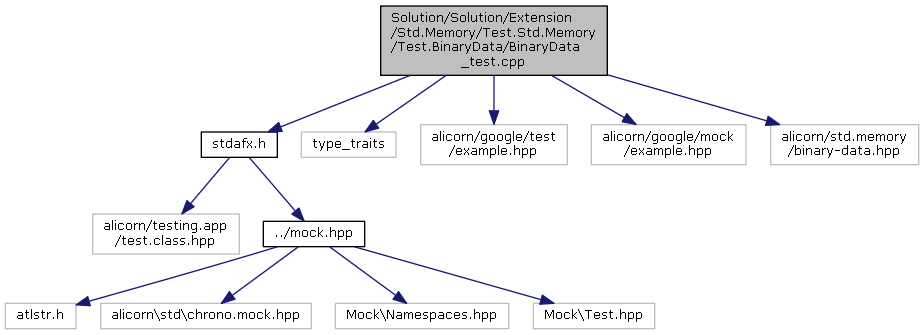 Solution/Solution/Extension
/Std.Memory/Test.Std.Memory
/Test.BinaryData/BinaryData
_test.cpp
stdafx.h
type_traits
alicorn/google/test
/example.hpp
alicorn/google/mock
/example.hpp
alicorn/std.memory
/binary-data.hpp
alicorn/testing.app
/test.class.hpp
../mock.hpp
atlstr.h
alicorn\std\chrono.mock.hpp
Mock\Namespaces.hpp
Mock\Test.hpp